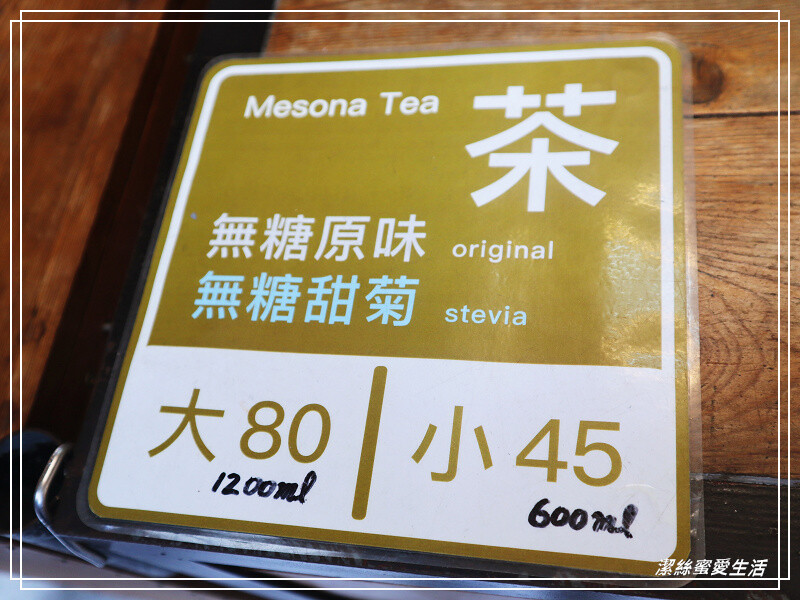 Mesona Tea 茶
無糖原味 original
無糖甜菊 stevia
大 80 小 45
1200ml 600ml
潔絲蜜愛生活